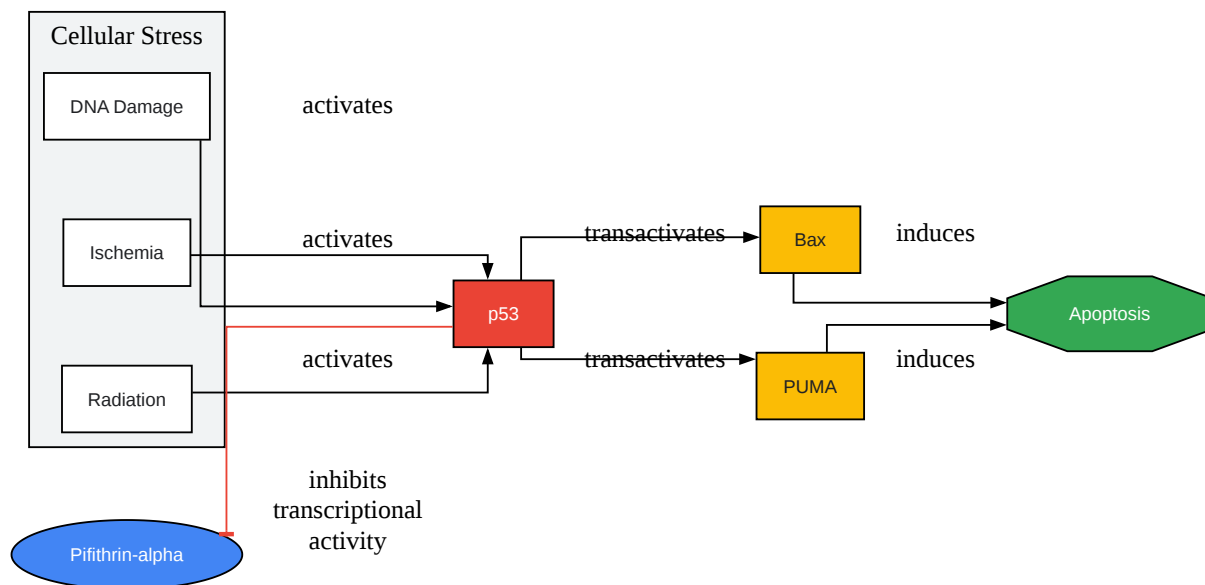 Cellular Stress
DNA Damage
activates
Ischemia
activates
transactivates
Bax
induces
p53
Apoptosis
Radiation
activates
transactivates
PUMA
induces
inhibits
transcriptional
activity
Pifithrin-alpha